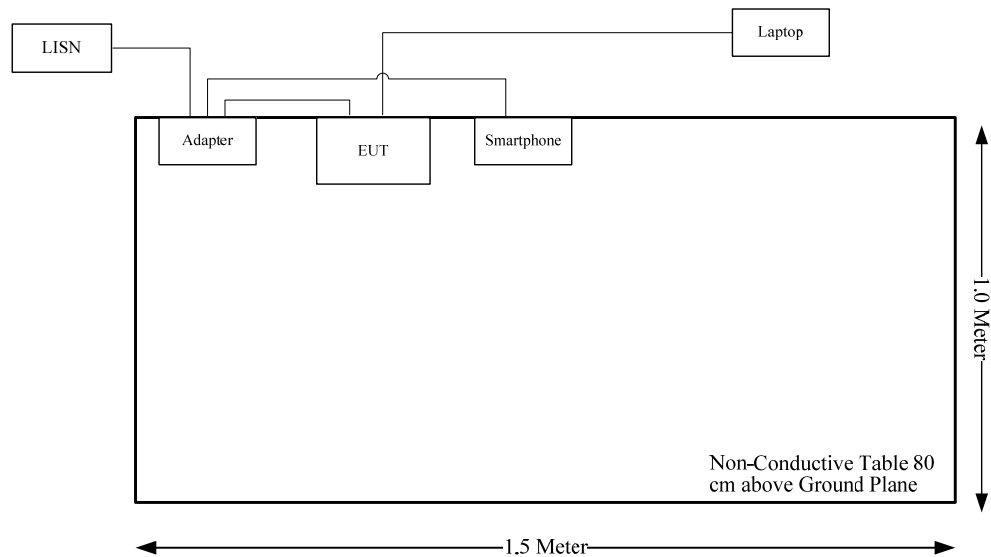 LISN
Laptop
Adapter
EUT
Smartphone
1.0 Meter
Non-Conductive Table 80
cm above Ground Plane
1.5 Meter